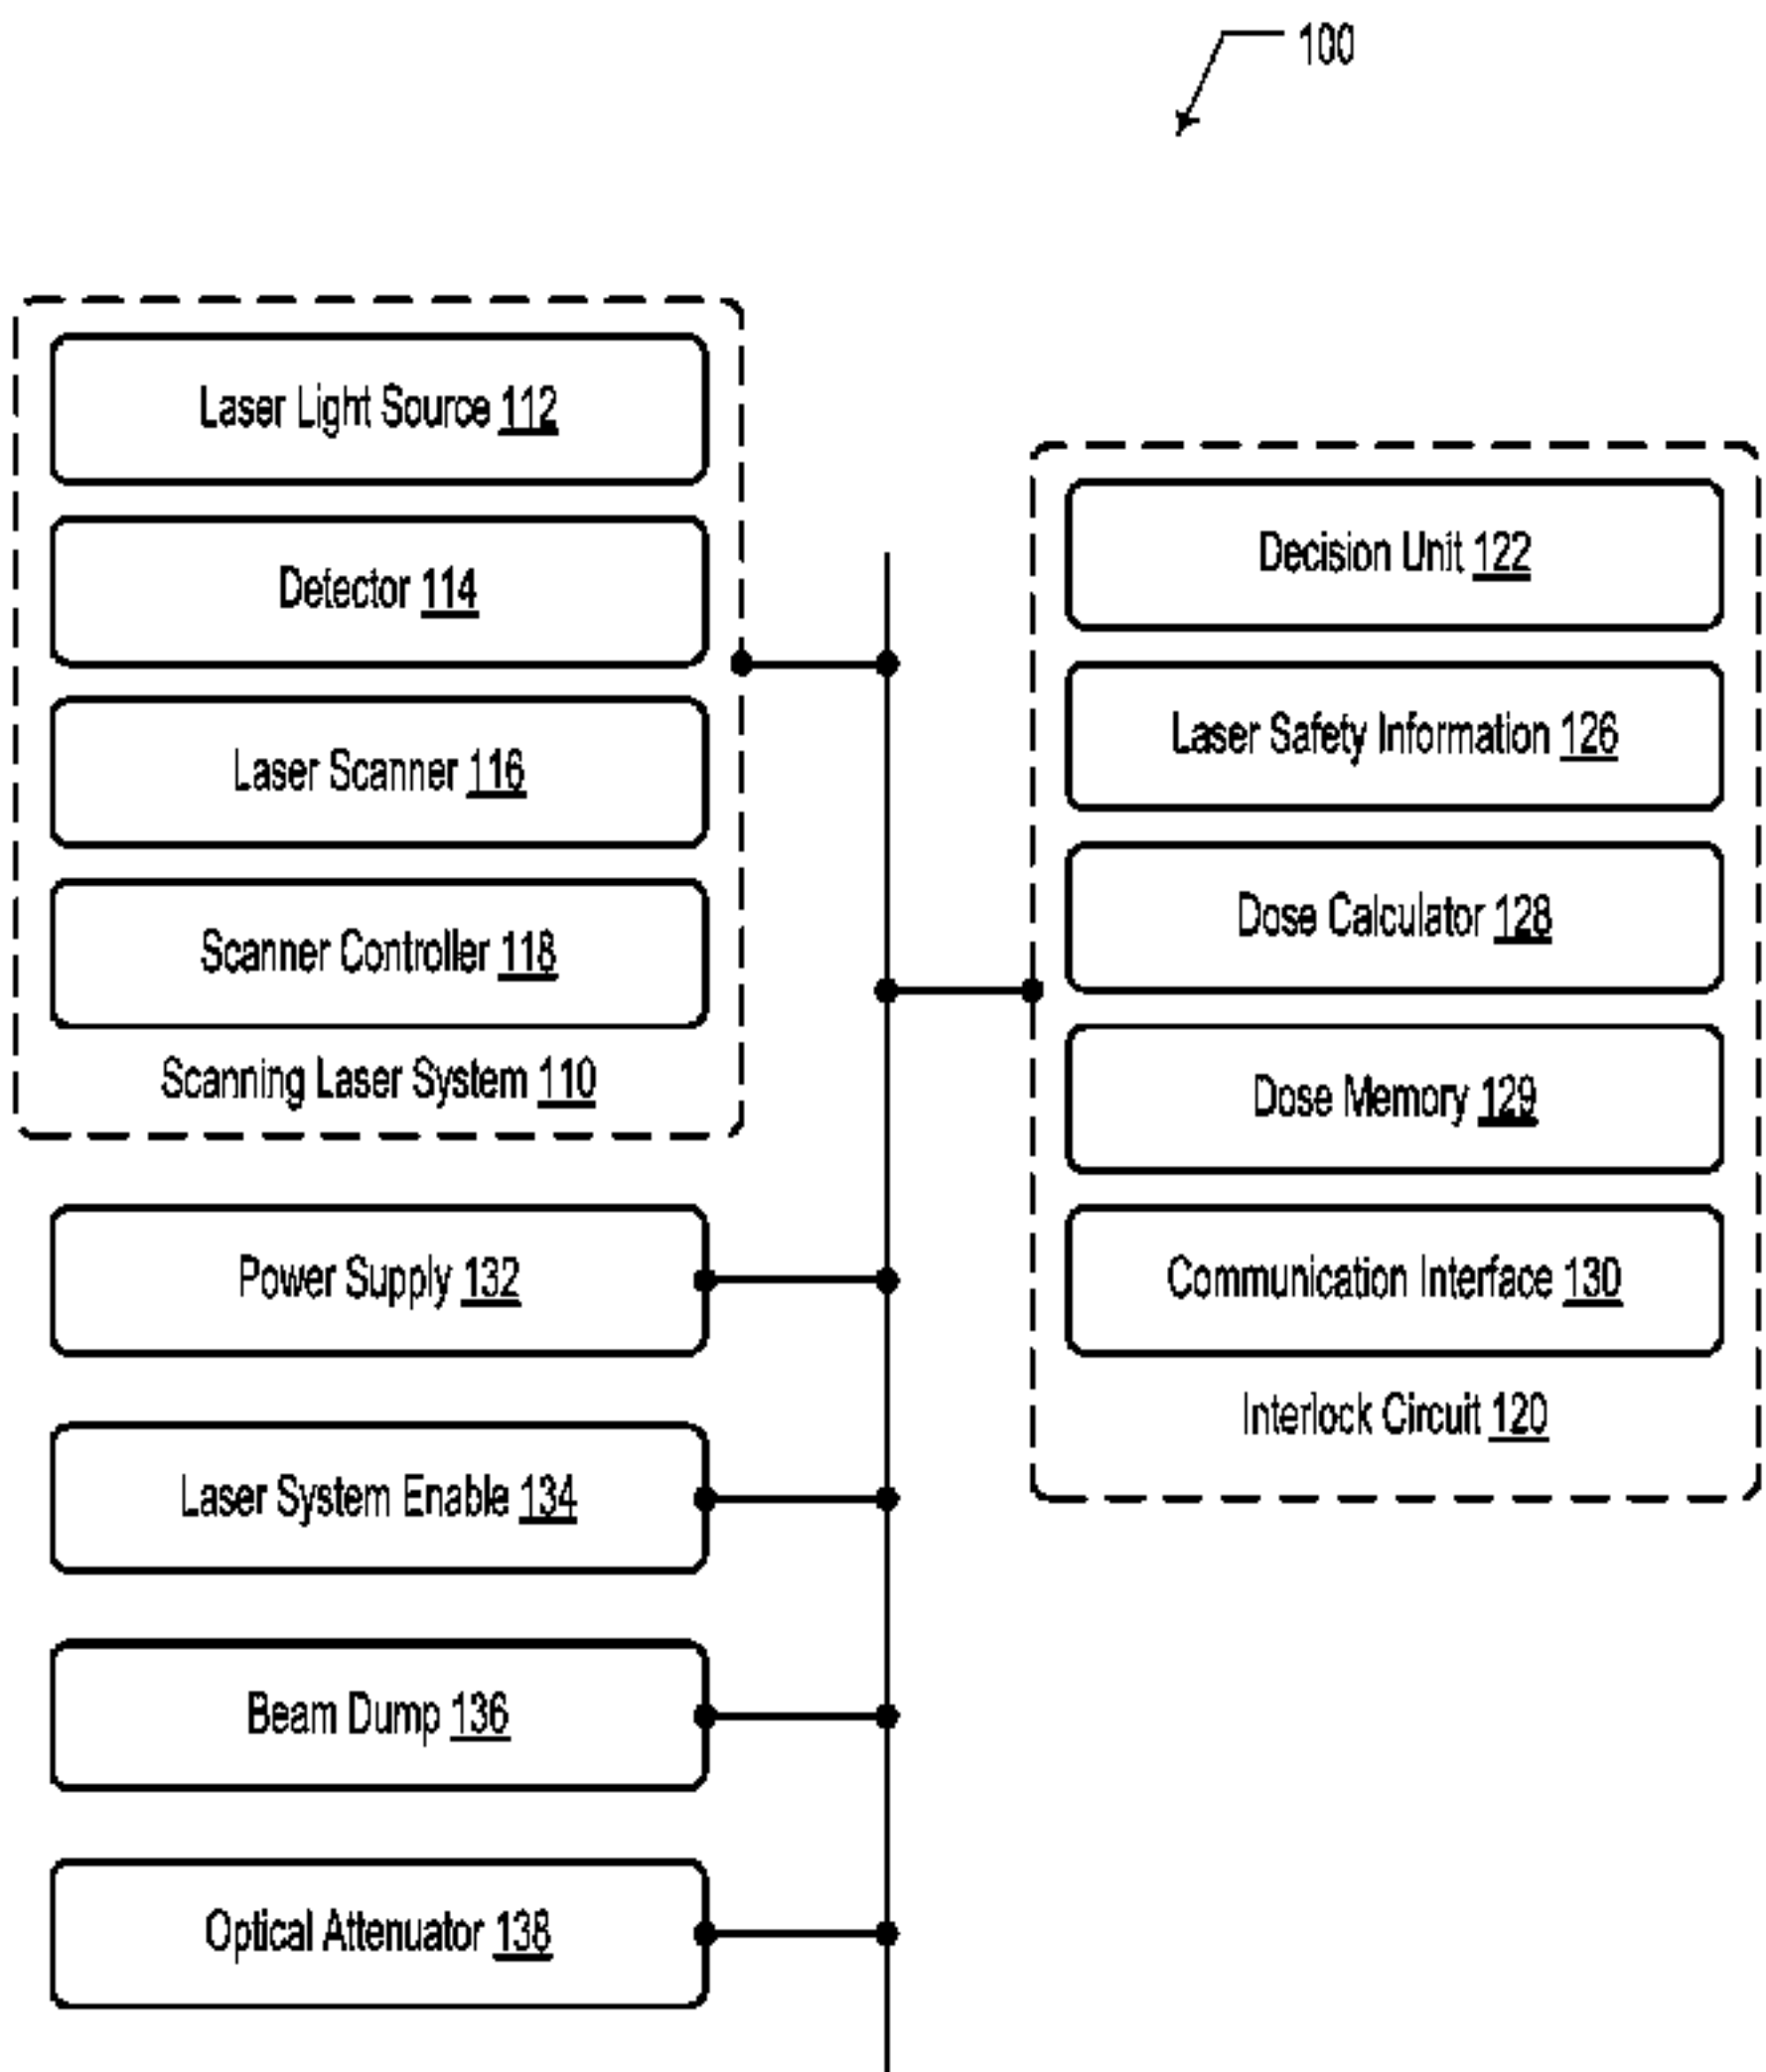 100
Laser Light Source 112
Detector 114
Laser Scanner 116
Scanner Controller 118
Scanning Laser System 110
Power Supply 132
Laser System Enable 134
Beam Dump 136
Optical Attenuator 138
Decision Unit 122
Laser Safety Information 126
Dose Calculator 128
Dose Memory 129
Communication Interface 130
Interlock Circuit 120